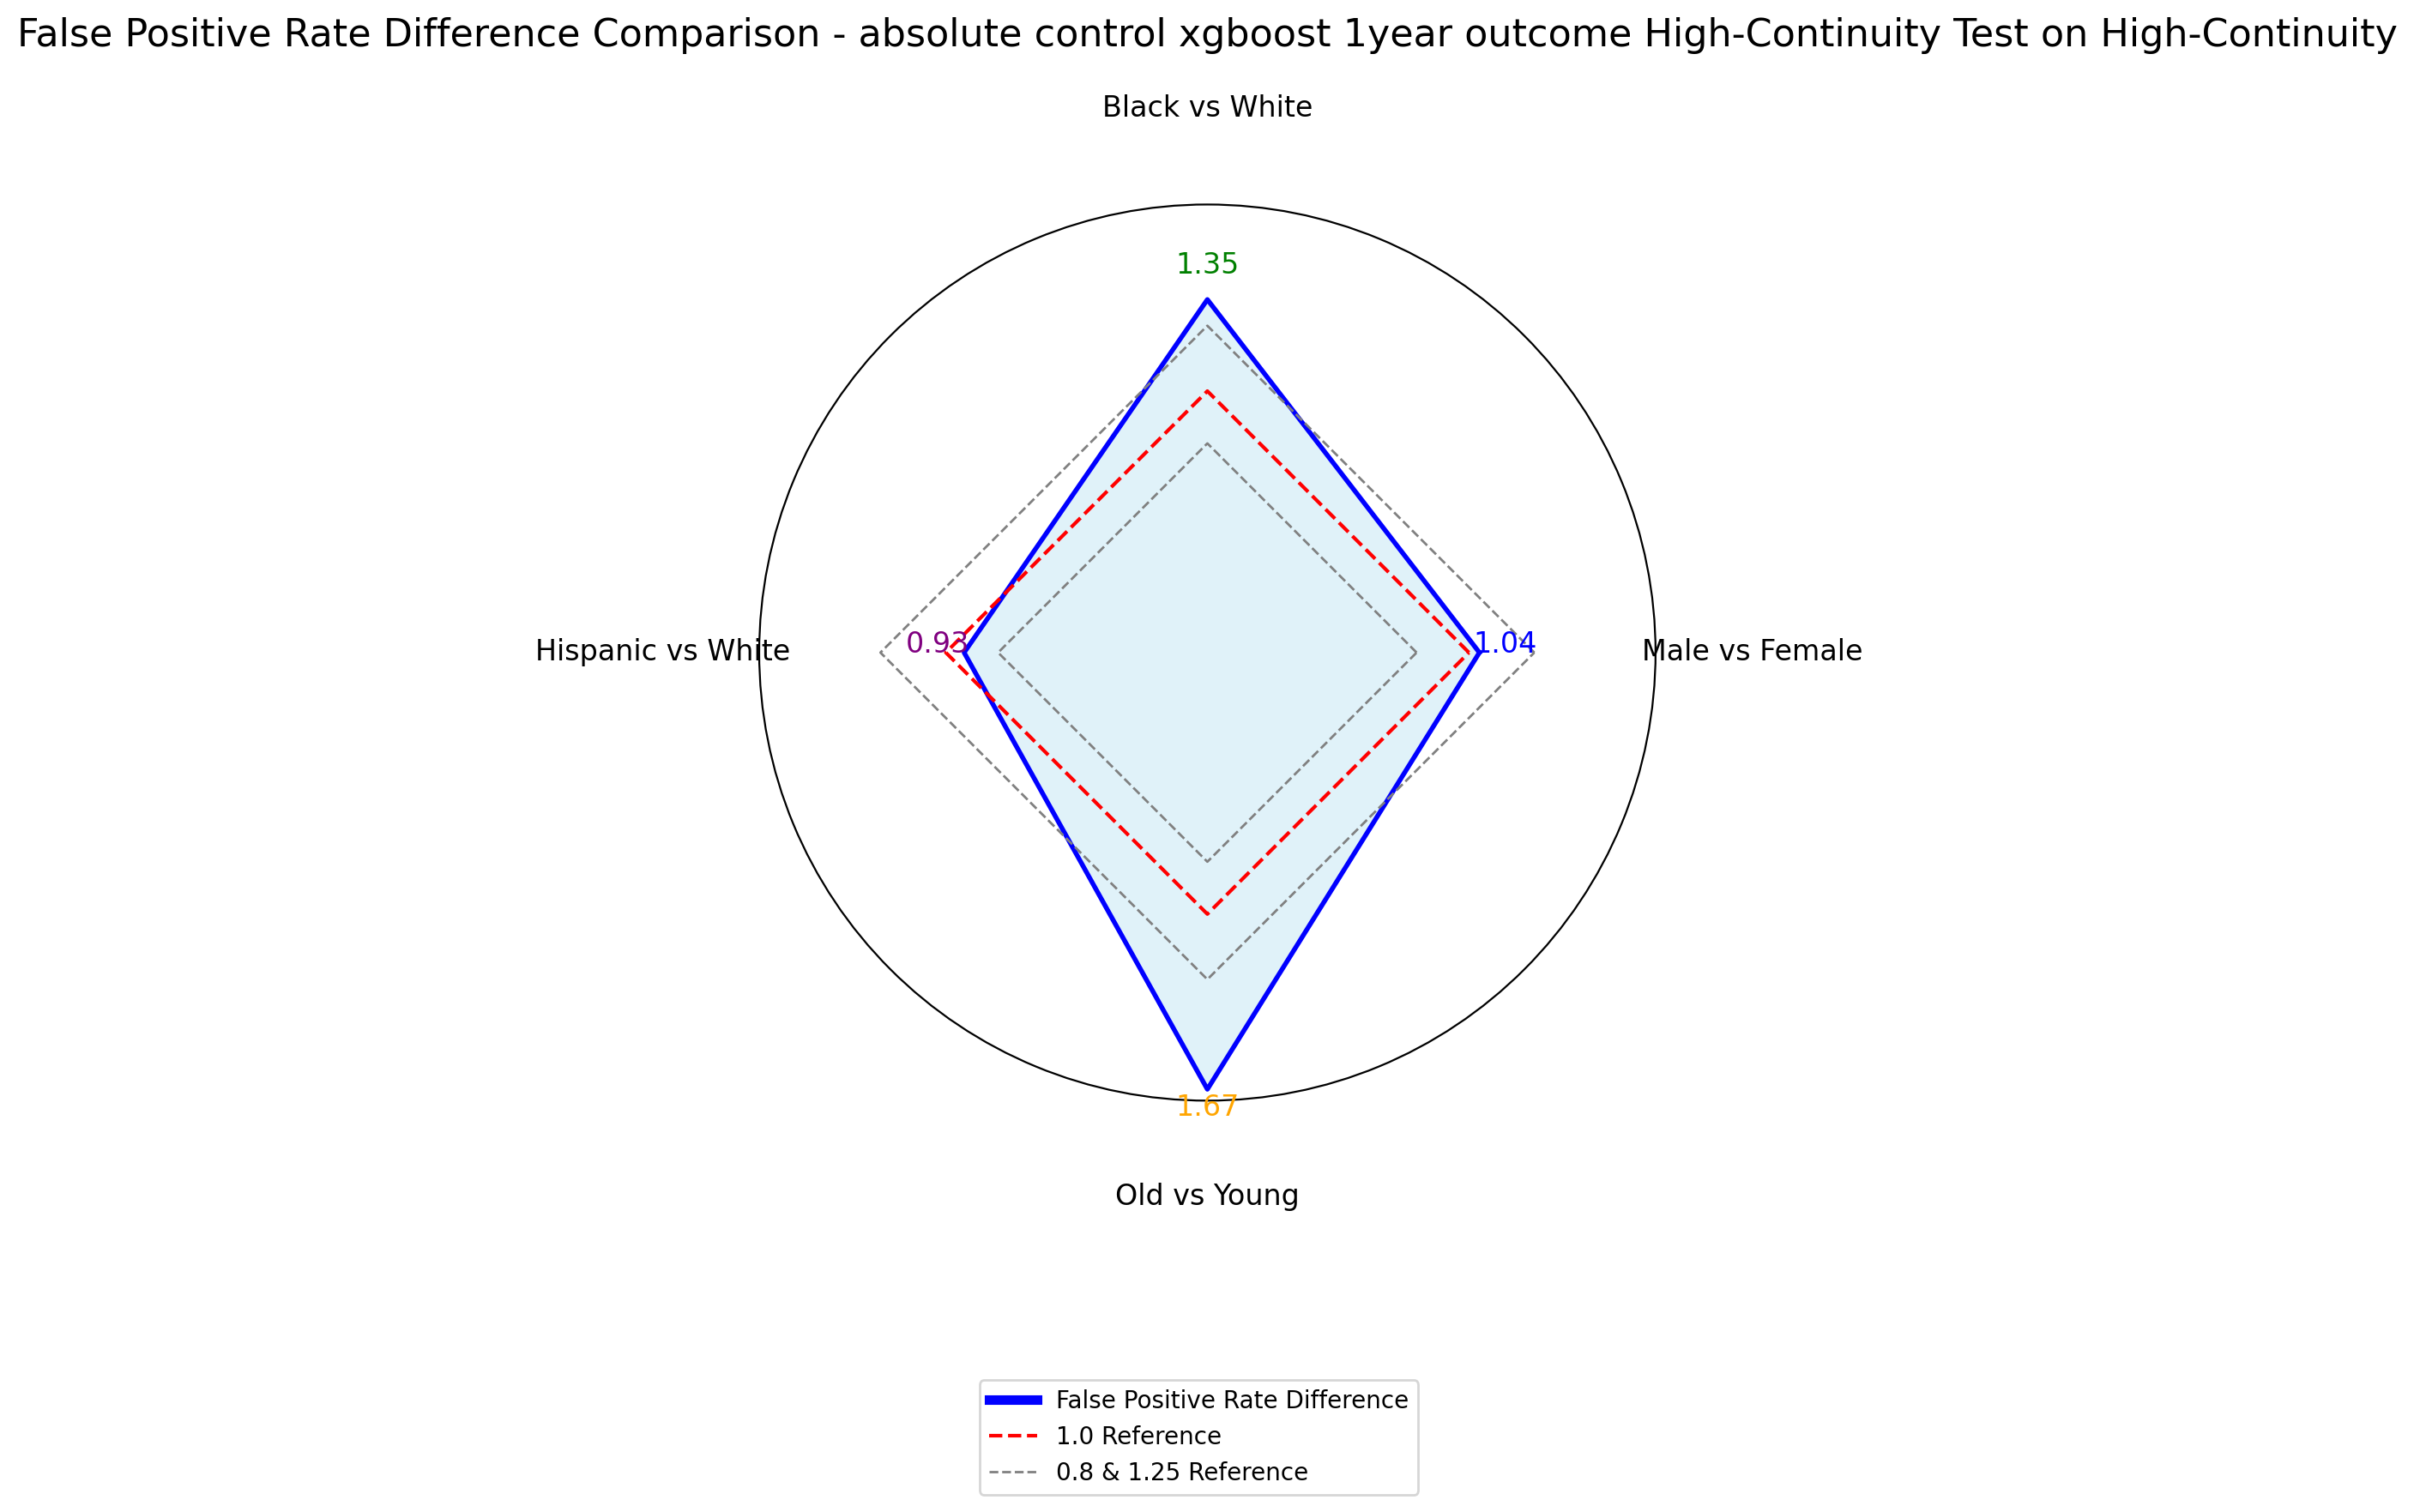 False Positive Rate Difference Comparison - absolute control xgboost 1year outcome High-Continuity Test on High-Continuity
Black vs White
1.35
Hispanic vs White
0.93
1.04
Male vs Female
1.67
Old vs Young
False Positive Rate Difference
1.0 Reference
0.8 & 1.25 Reference